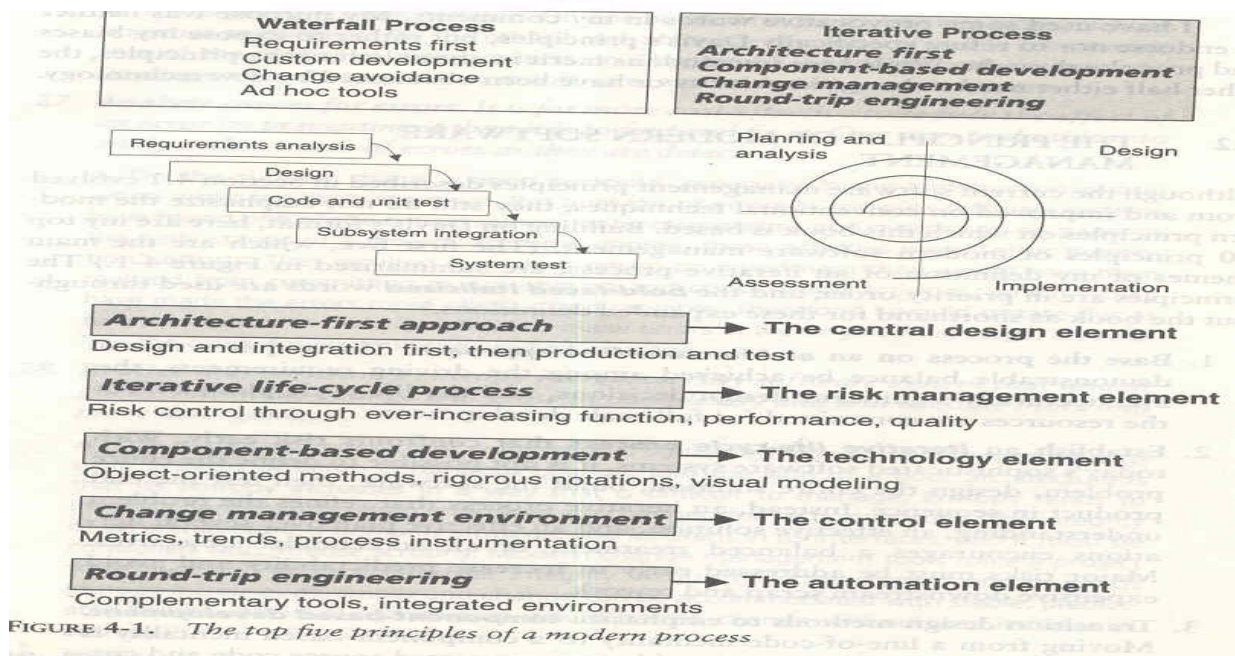 Waterfall Process
Requirements first
Custom development
Change avoidance
Ad hoc tools
Iterative Process
Architecture first
Component-based development
Change management
Round-trip engineering
Requirements analysis
Design
Code and unit test
Subsystem integration
System test
Planning and
analysis
Design
Assessment
Implementation
Architecture-first approach The central design element
Design and integration first, then production and test
Iterative life-cycle process The risk management element
Risk control through ever-increasing function, performance, quality
Component-based development The technology element
Object-oriented methods, rigorous notations, visual modeling
Change management environment The control element
Metrics, trends, process instrumentation
Round-trip engineering The automation element
Complementary tools, integrated environments
FIGURE 4-1. The top five principles of a modern process